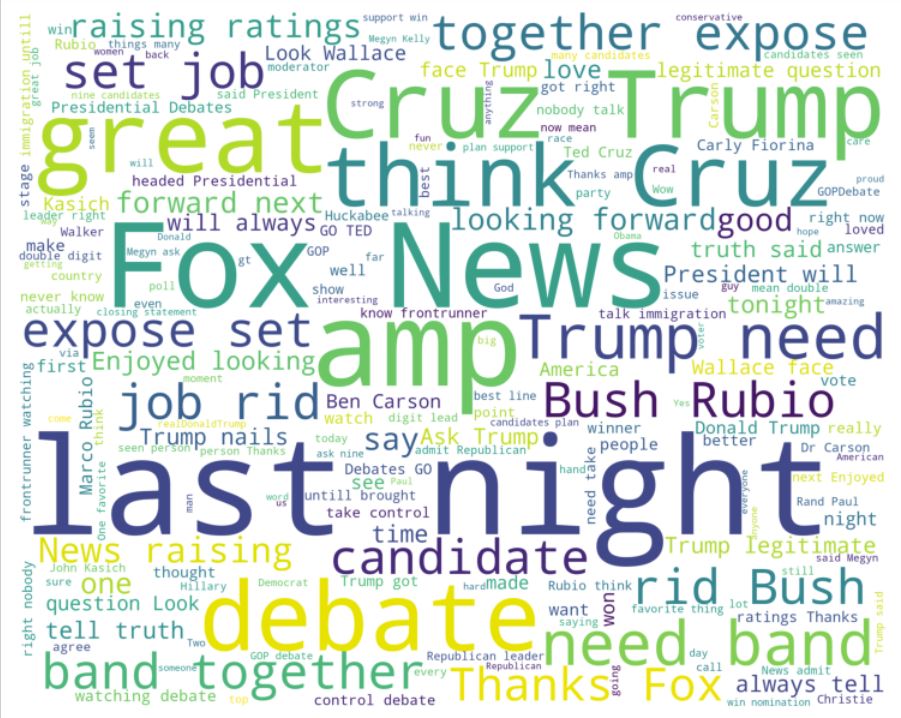 win
raising ratings
support win
Megyn Kelly
together expose
conservative
Rubio
things many
women
back
set job
Look Wallace
moderator
face Trump
love
many candidates
candidates seen
legitimate question
great job
immigration untill
nine candidates
said President
Presidential Debates
Cruz Trump
strong
anything
got right
nobody talk
Carson
great
seem
fun
never
now mean
race
plan support
Ted Cruz
Carly Fiorina
care
stage
will
headed Presidential
think Cruz
best
Thanks amp
real
party
Wow
GOPDebate
proud
Kasich
forward next
leader right
way
Walker
will always
Huckabee
talking
GO TED
looking forward
good
right now
hope
loved
make
double digit
getting
country
Donald
Megyn ask
gt
GOP
far
Fox News
Obama
truth said
answer
poll
well
show
interesting
God
issue
President will
guy
mean double
never know
actually
even
closing statement
know frontrunner
talk immigration
tonight
amazing
expose set
amp
big
Trump need
voter
via
first
Enjoyed looking
moment
America
Wallace face
vote
frontrunner watching
Marco Rubio
think
job rid
Ben Carson
watch
digit lead
best line
point
candidates plan
Bush Rubio
Yes
come
realDonaldTrump
Trump nails
today
say
Ask Trump
winner
people
Donald Trump
better
really
seen person
person Thanks
ask nine
admit Republican
Dr Carson
American
One favorite
last night
Debates GO
see
Paul
hand
need take
next Enjoyed
man
us
word
untill brought
take control
everyone
anyone
Rand Paul
night
time
News raising
candidate
Trump legitimate
said Megyn
right nobody
John Kasich
sure
one
thought
Hillary
Democrat
Trump got
hard
made
Rubio think
rid Bush
still
question Look
debate
want
saying
won
favorite thing
lot
ratings Thanks
Trump said
tell truth
agree
Two
need band
day
band together
someone
GOP debate
every
Republican leader
Republican
going
call
News admit
watching debate
top
control debate
Thanks Fox
always tell
win nomination
Christie